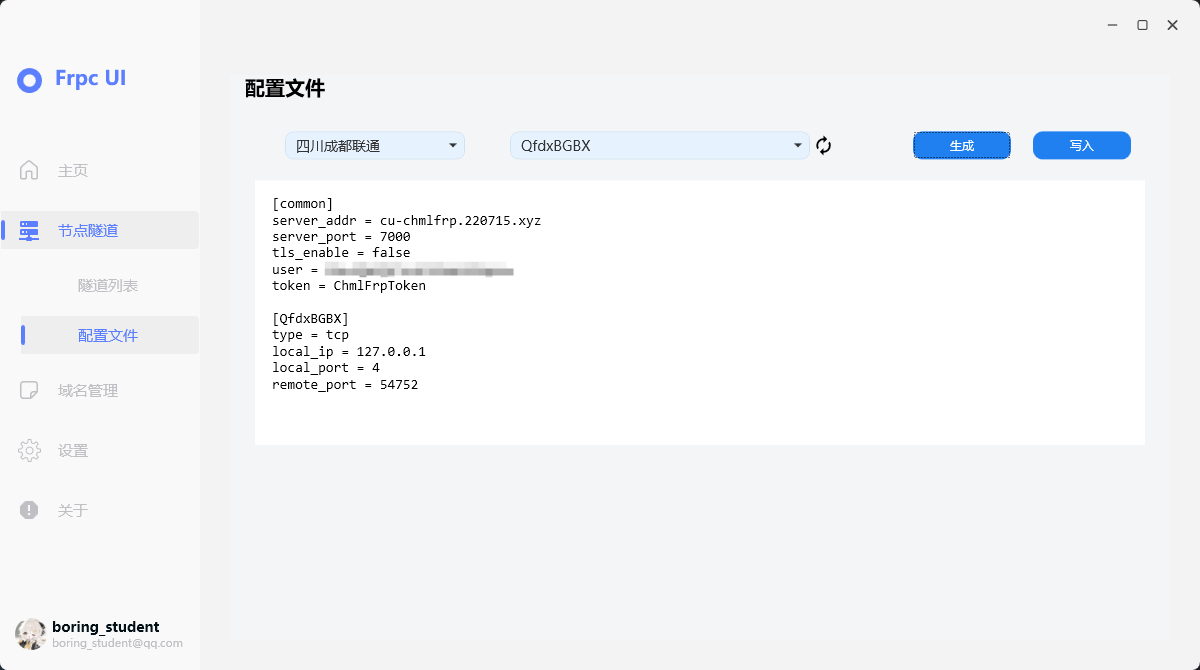 Frpc UI
主页
节点隧道
隧道列表
配置文件
域名管理
设置
关于
boring_student
boring_student@qq.com
配置文件
四川成都联通
QfdxBGBX
生成
写入
[common]
server_addr = cu-chmlfrp.220715.xyz
server_port = 7000
tls_enable = false
user =
token = ChmlFrpToken
[QfdxBGBX]
type = tcp
local_ip = 127.0.0.1
local_port = 4
remote_port = 54752